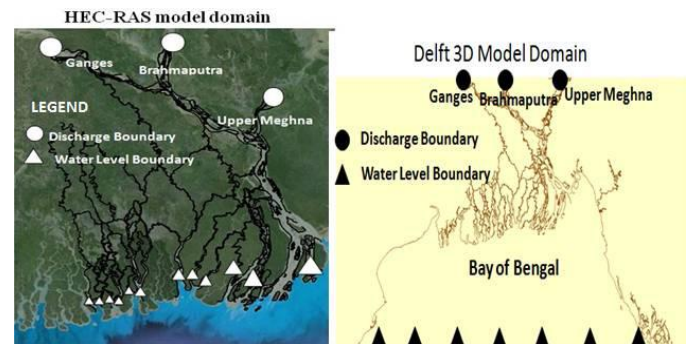 HEC-RAS model domain
Ganges
Brahmaputra
Upper Meghna
LEGEND
Discharge Boundary
Water Level Boundary
Delft 3D Model Domain
Ganges
Brahmaputra
Upper Meghna
Discharge Boundary
Water Level Boundary
Bay of Bengal